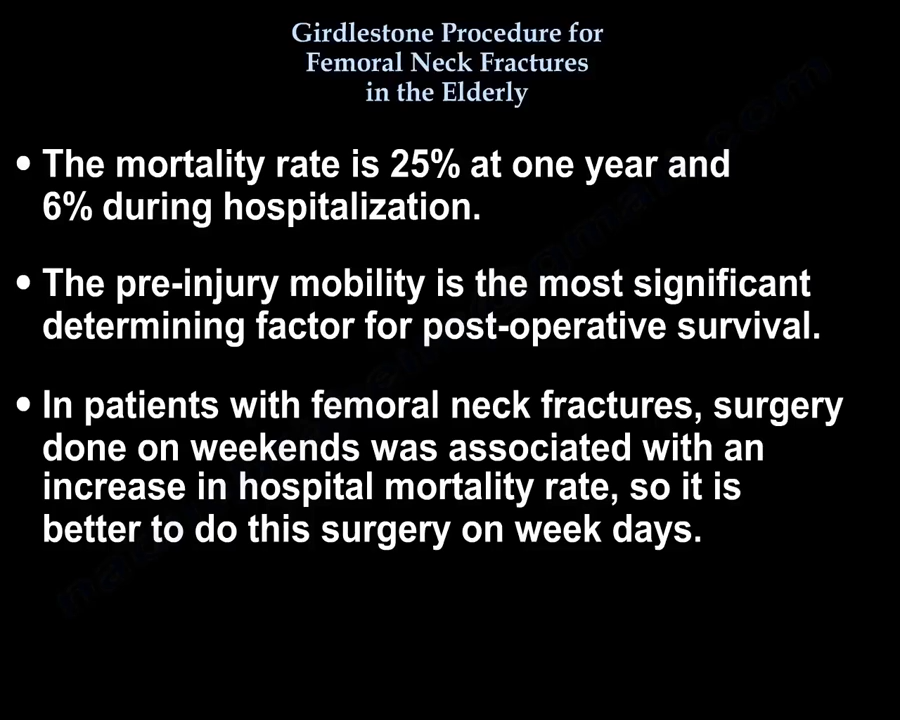 Girdlestone Procedure for
Femoral Neck Fractures
in the Elderly
• The mortality rate is 25% at one year and
6% during hospitalization.
• The pre-injury mobility is the most significant
determining factor for post-operative survival.
• In patients with femoral neck fractures, surgery
done on weekends was associated with an
increase in hospital mortality rate, so it is
better to do this surgery on week days.